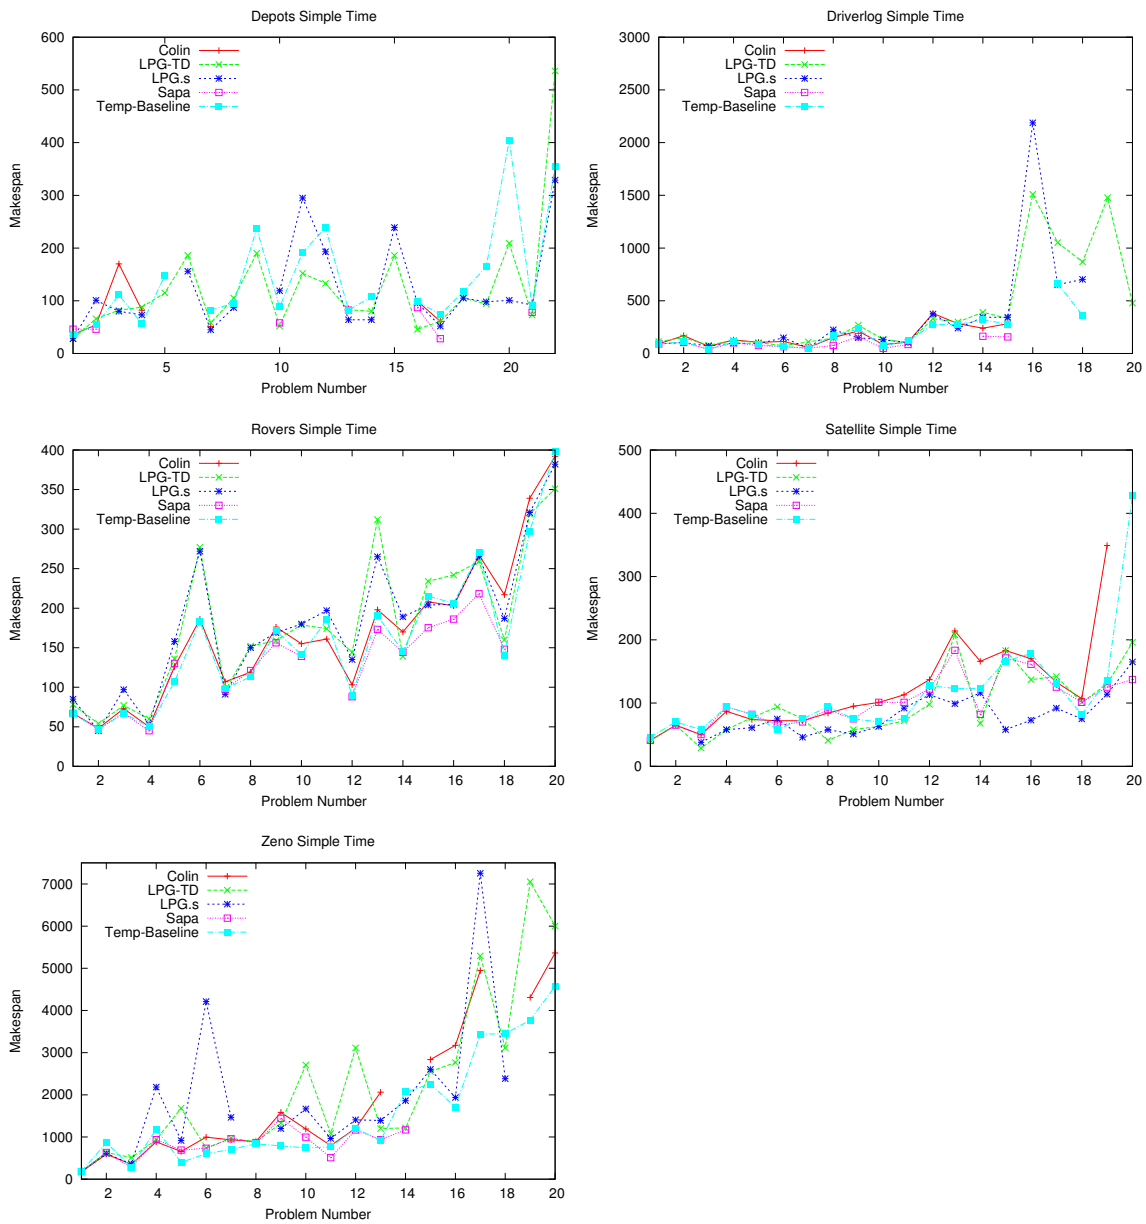 Depots Simple Time
600
500
400
300
200
100
0
5
10
15
20
Makespan
Problem Number
Colin
LPG-TD
LPG.s
Sapa
Temp-Baseline
Driverlog Simple Time
3000
2500
2000
1500
1000
500
0
2
4
6
8
10
12
14
16
18
20
Makespan
Problem Number
Colin
LPG-TD
LPG.s
Sapa
Temp-Baseline
Rovers Simple Time
400
350
300
250
200
150
100
50
0
2
4
6
8
10
12
14
16
18
20
Makespan
Problem Number
Colin
LPG-TD
LPG.s
Sapa
Temp-Baseline
Satellite Simple Time
500
400
300
200
100
0
2
4
6
8
10
12
14
16
18
20
Makespan
Problem Number
Colin
LPG-TD
LPG.s
Sapa
Temp-Baseline
Zeno Simple Time
7000
6000
5000
4000
3000
2000
1000
0
2
4
6
8
10
12
14
16
18
20
Makespan
Problem Number
Colin
LPG-TD
LPG.s
Sapa
Temp-Baseline